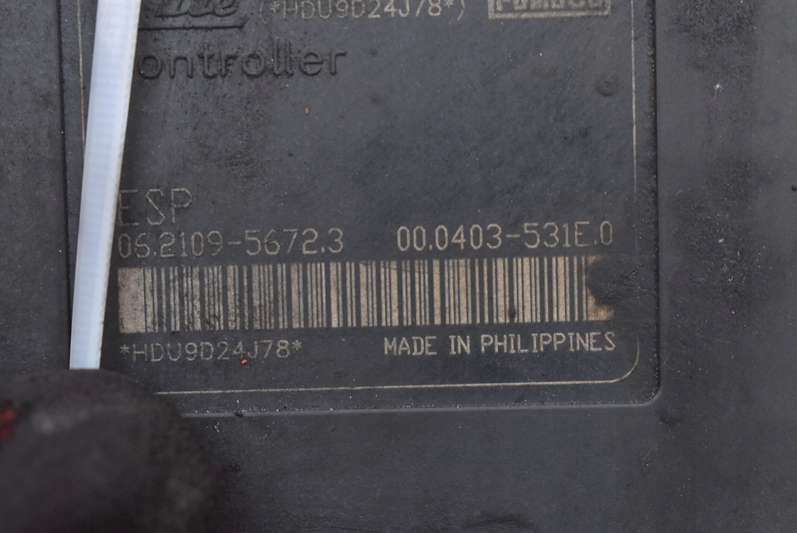 (*HDU9D24J78*)
ontroller
ESP
06.2109-5672.3 00.0403-531E.0
*HDU9D24J78* MADE IN PHILIPPINES